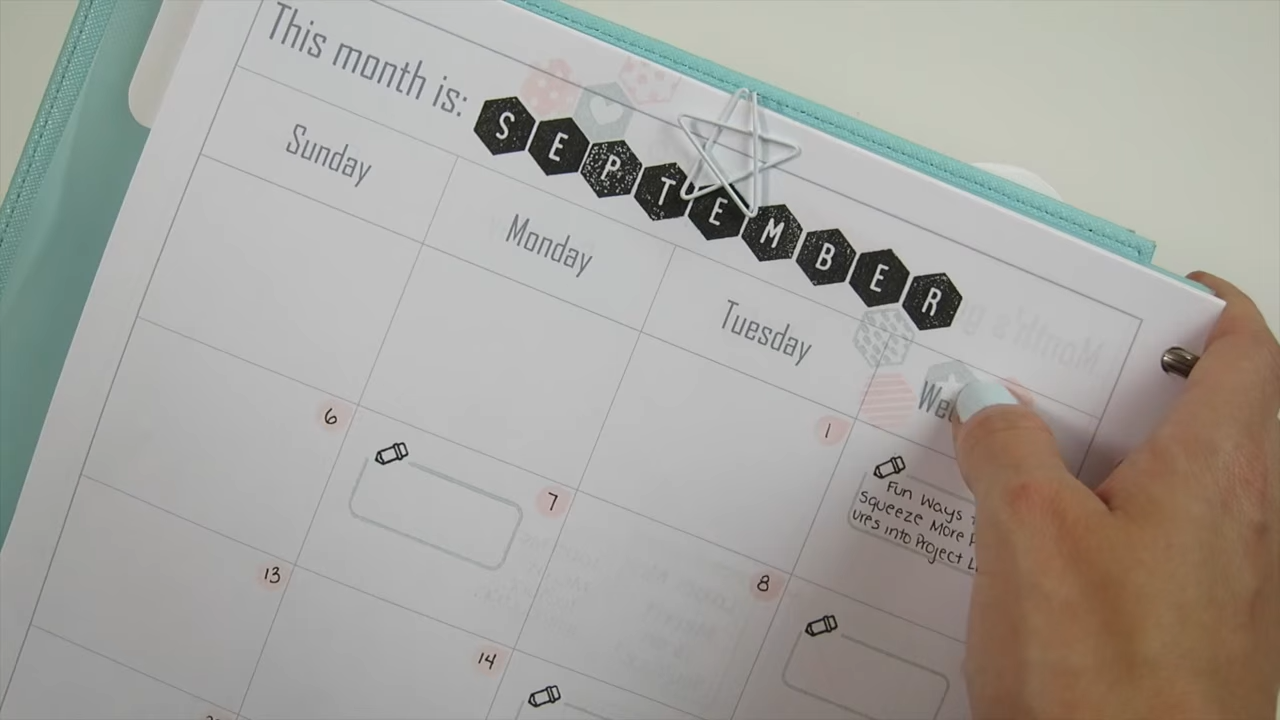 This month is: SEPTEMBER
Sunday
Monday
Tuesday
6
7
1
Fun Ways
squeeze More
ures into Project
13
8
14